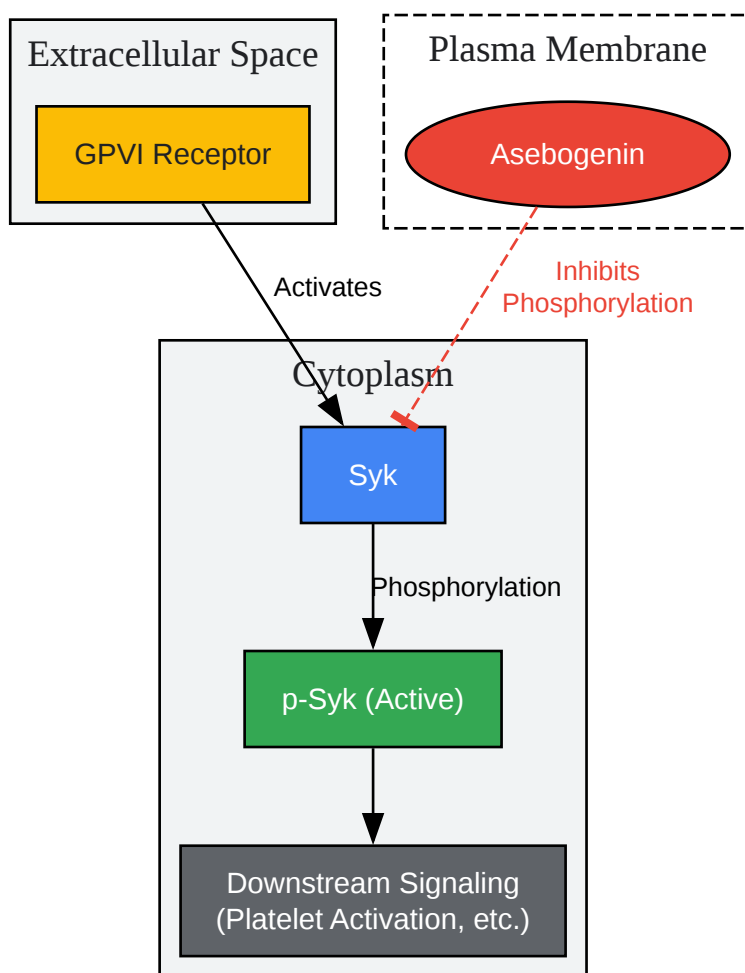 Extracellular Space
GPVI Receptor
Plasma Membrane
Asebogenin
Activates
Inhibits
Phosphorylation
Cytoplasm
Syk
Phosphorylation
p-Syk (Active)
Downstream Signaling
(Platelet Activation, etc.)